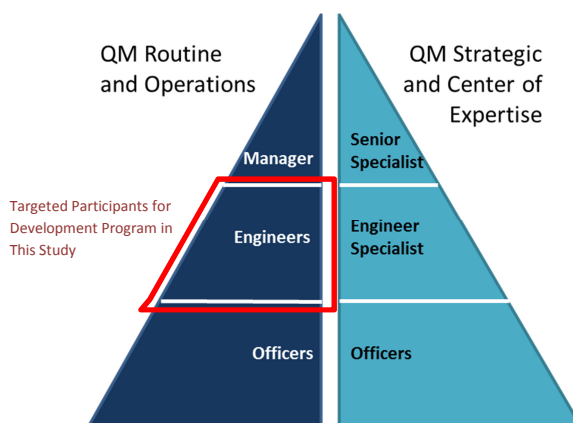 QM Routine
and Operations
QM Strategic
and Center of
Expertise
Manager
Senior
Specialist
Targeted Participants for
Development Program in
This Study
Engineers
Engineer
Specialist
Officers
Officers